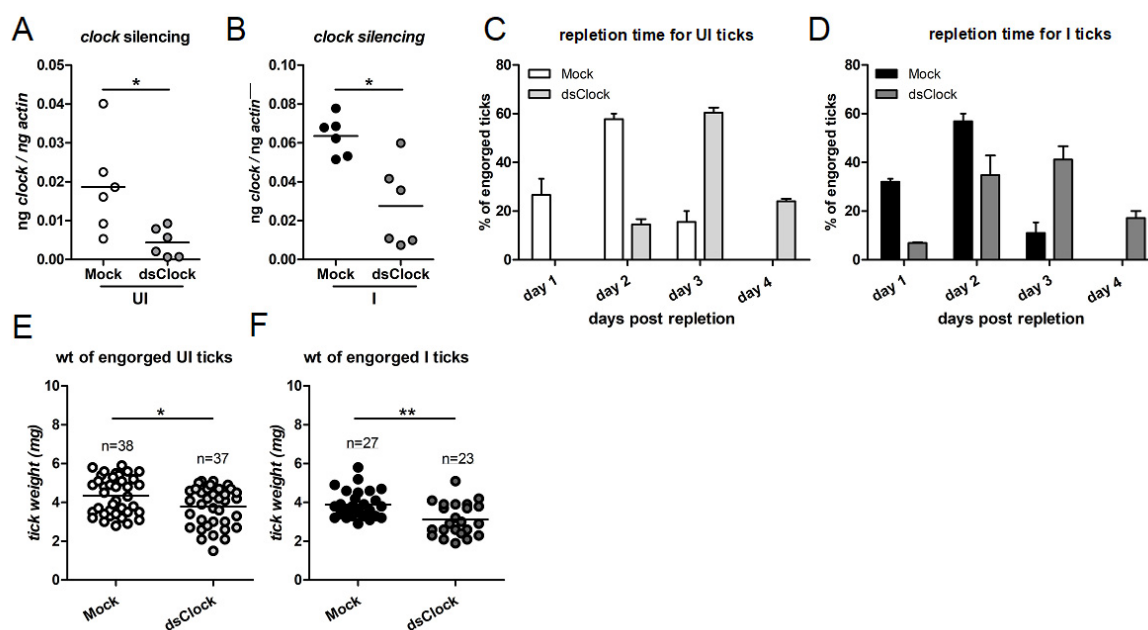 A
clock silencing
ng clock / ng actin
0.05
0.04
0.03
0.02
0.01
0.00
*
Mock
dsClock
UI
B
clock silencing
ng clock / ng actin
0.10
0.08
0.06
0.04
0.02
0.00
*
Mock
dsClock
I
C
repletion time for UI ticks
% of engorged ticks
80
60
40
20
0
Mock
dsClock
day 1
day 2
day 3
day 4
days post repletion
D
repletion time for I ticks
% of engorged ticks
80
60
40
20
0
Mock
dsClock
day 1
day 2
day 3
day 4
days post repletion
E
wt of engorged UI ticks
tick weight (mg)
10
8
6
4
2
0
*
n=38
n=37
Mock
dsClock
F
wt of engorged I ticks
tick weight (mg)
10
8
6
4
2
0
**
n=27
n=23
Mock
dsClock